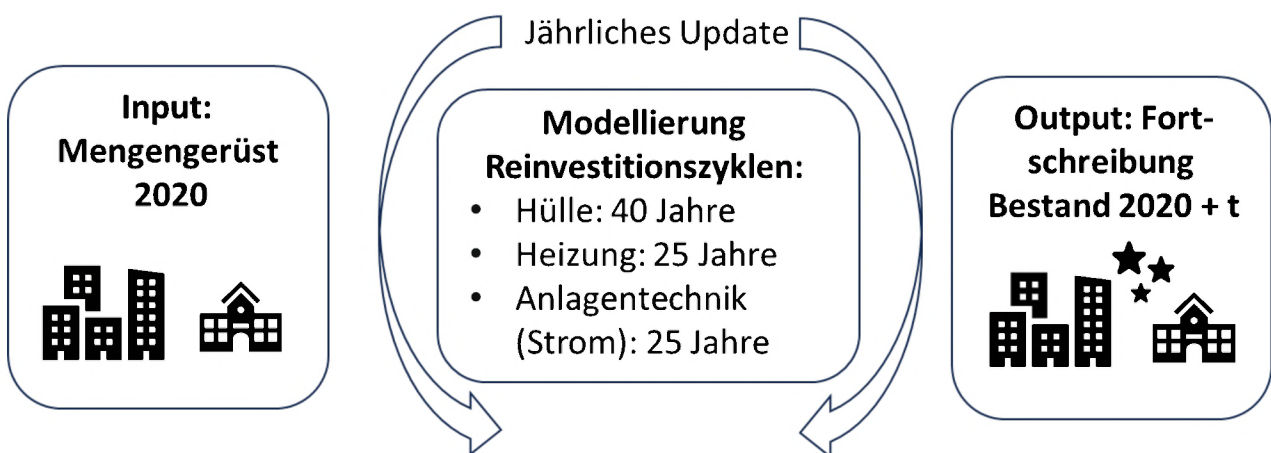 Jährliches Update
Input:
Mengengerüst
2020
Modellierung
Reinvestitionszyklen:
• Hülle: 40 Jahre
• Heizung: 25 Jahre
• Anlagentechnik
(Strom): 25 Jahre
Output: Fort-
schreibung
Bestand 2020 + t